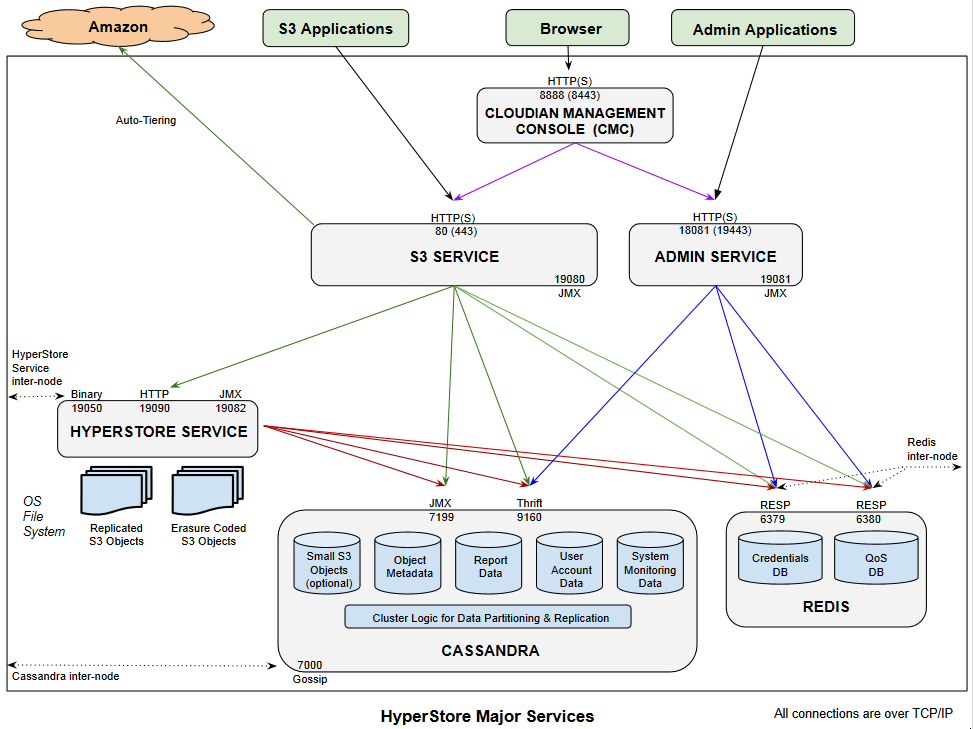 Amazon
S3 Applications
Browser
Admin Applications
HTTP(S)
8888 (8443)
CLOUDIAN MANAGEMENT
CONSOLE (CMC)
Auto-Tiering
HTTP(S)
80 (443)
S3 SERVICE
19080
JMX
HTTP(S)
18081 (19443)
ADMIN SERVICE
19081
JMX
HyperStore
Service
inter-node
Binary
19050
HTTP
19090
JMX
19082
HYPERSTORE SERVICE
Redis
inter-node
OS
File
System
Replicated
S3 Objects
Erasure Coded
S3 Objects
JMX
7199
Thrift
9160
RESP
6379
RESP
6380
Small S3
Objects
(optional)
Object
Metadata
Report
Data
User
Account
Data
System
Monitoring
Data
Credentials
DB
QoS
DB
REDIS
Cluster Logic for Data Partitioning & Replication
CASSANDRA
7000
Gossip
Cassandra inter-node
HyperStore Major Services
All connections are over TCP/IP